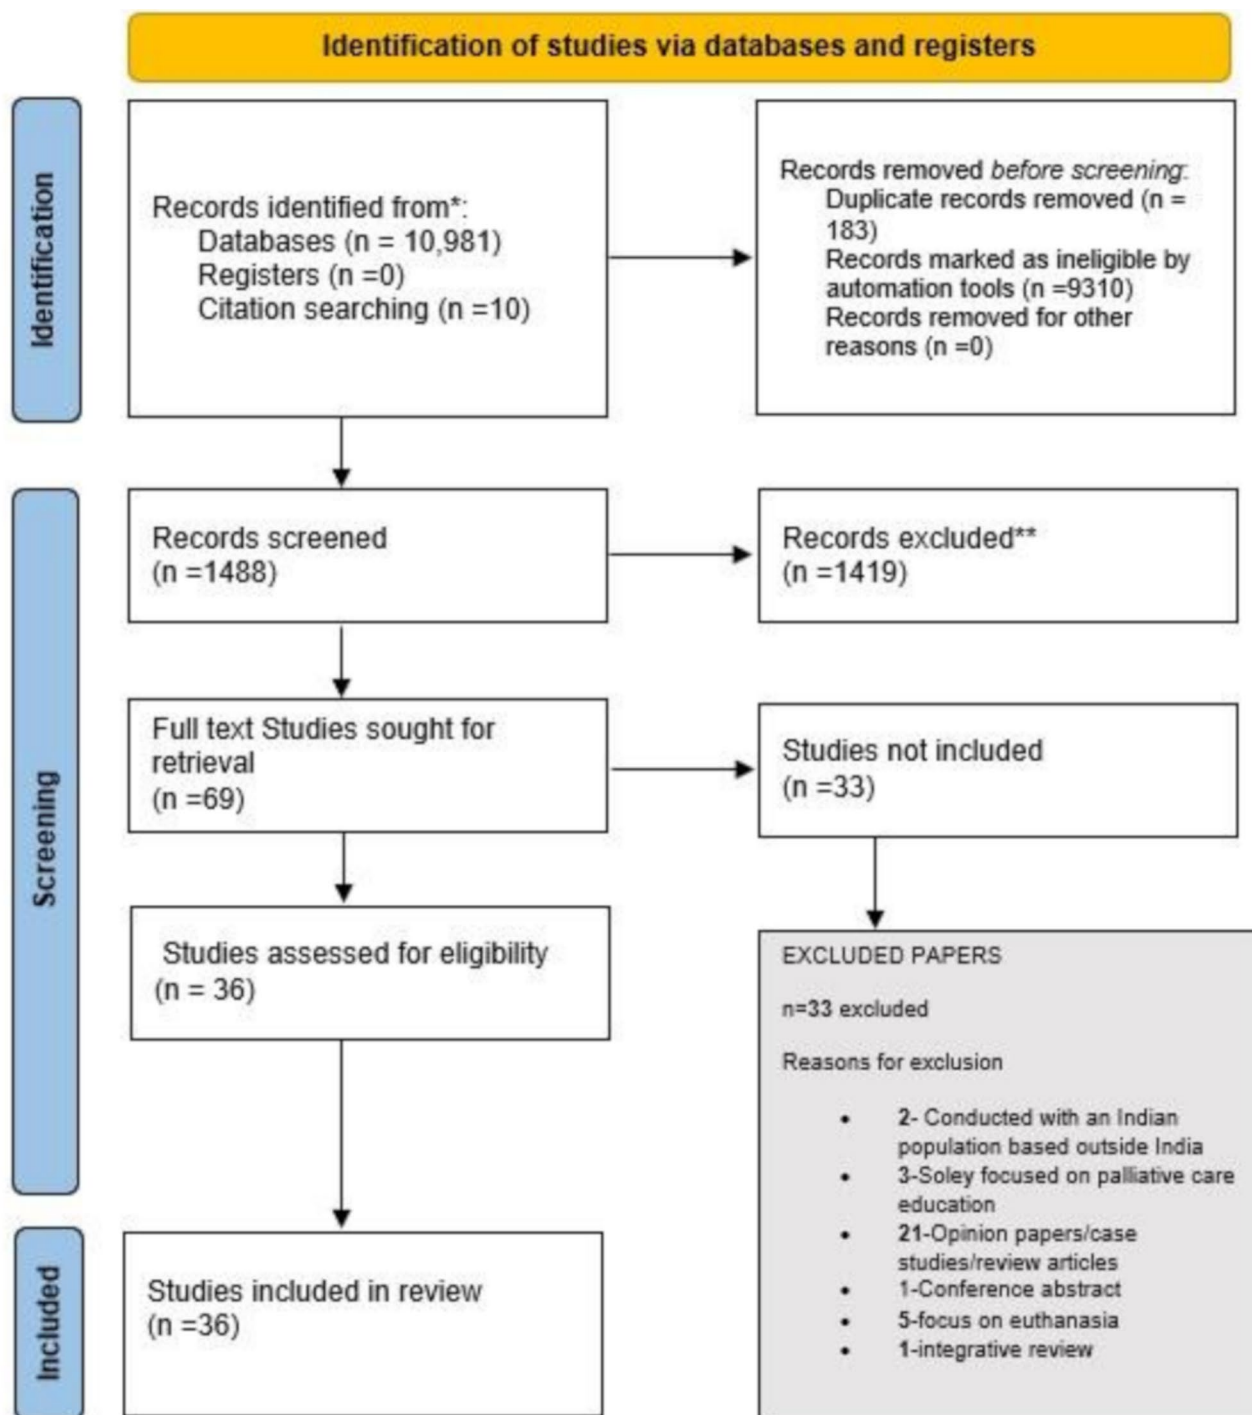 Identification of studies via databases and registers
Identification
Records identified from*:
Databases (n = 10,981)
Registers (n =0)
Citation searching (n =10)
Records removed before screening:
Duplicate records removed (n =
183)
Records marked as ineligible by
automation tools (n =9310)
Records removed for other
reasons (n =0)
Screening
Records screened
(n =1488)
Records excluded**
(n =1419)
Full text Studies sought for
retrieval
(n =69)
Studies not included
(n =33)
Studies assessed for eligibility
(n = 36)
EXCLUDED PAPERS
n=33 excluded
Reasons for exclusion
• 2- Conducted with an Indian
population based outside India
• 3-Soley focused on palliative care
education
• 21-Opinion papers/case
studies/review articles
• 1-Conference abstract
• 5-focus on euthanasia
• 1-integrative review
Included
Studies included in review
(n =36)